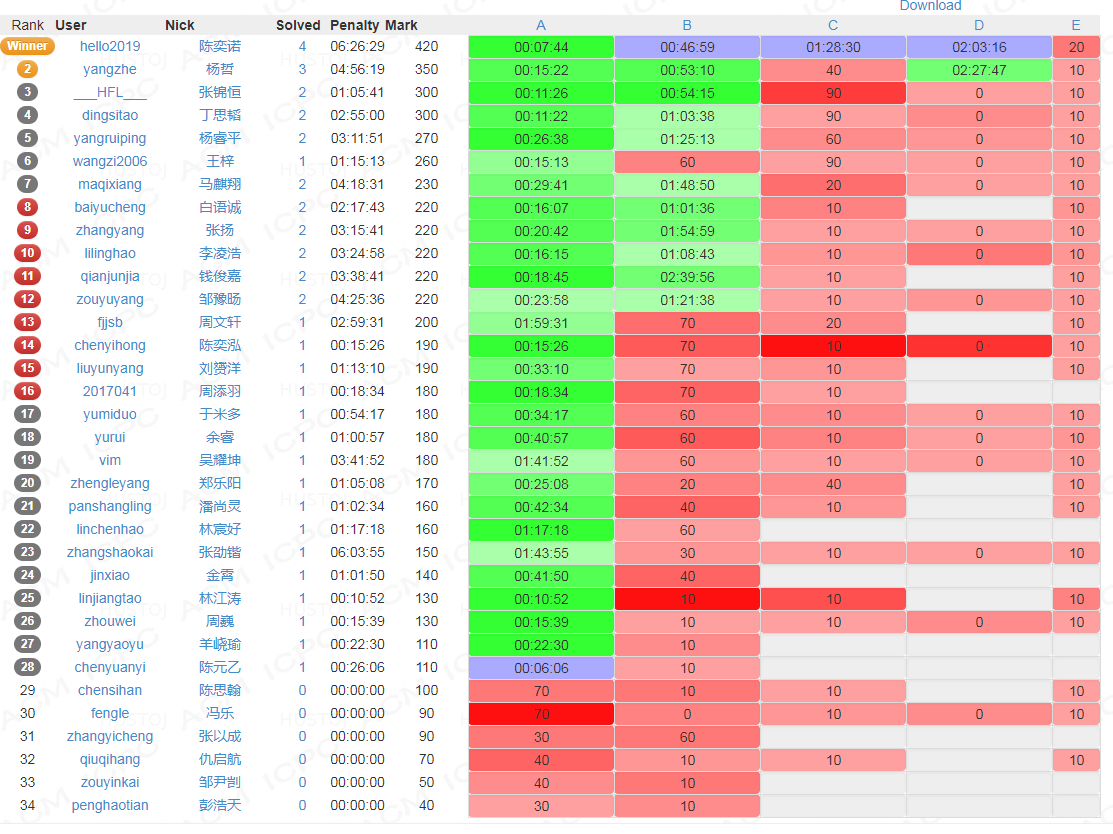 Download
Rank User Nick Solved Penalty Mark A B C D E
Winner hello2019 陈奕诺 4 06:26:29 420 00:07:44 00:46:59 01:28:30 02:03:16 20
2 yangzhe 杨哲 3 04:56:19 350 00:15:22 00:53:10 40 02:27:47 10
3 ___HFL___ 张锦恒 2 01:05:41 300 00:11:26 00:54:15 90 0 10
4 dingsitao 丁思韬 2 02:55:00 300 00:11:22 01:03:38 90 0 10
5 yangruiping 杨睿平 2 03:11:51 270 00:26:38 01:25:13 60 0 10
6 wangzi2006 王梓 1 01:15:13 260 00:15:13 60 90 0 10
7 maqixiang 马麒翔 2 04:18:31 230 00:29:41 01:48:50 20 0 10
8 baiyucheng 白语诚 2 02:17:43 220 00:16:07 01:01:36 10 10
9 zhangyang 张扬 2 03:15:41 220 00:20:42 01:54:59 10 0 10
10 lilinghao 李凌浩 2 03:24:58 220 00:16:15 01:08:43 10 0 10
11 qianjunjia 钱俊嘉 2 03:38:41 220 00:18:45 02:39:56 10 10
12 zouyuyang 邹豫旸 2 04:25:36 220 00:23:58 01:21:38 10 0 10
13 fjjsb 周文轩 1 02:59:31 200 01:59:31 70 20 10
14 chenyihong 陈奕泓 1 00:15:26 190 00:15:26 70 10 0 10
15 liuyunyang 刘赟洋 1 01:13:10 190 00:33:10 70 10 10
16 2017041 周添羽 1 00:18:34 180 00:18:34 70 10
17 yumiduo 于米多 1 00:54:17 180 00:34:17 60 10 0 10
18 yurui 余睿 1 01:00:57 180 00:40:57 60 10 0 10
19 vim 吴耀坤 1 03:41:52 180 01:41:52 60 10 0 10
20 zhengleyang 郑乐阳 1 01:05:08 170 00:25:08 20 40 10
21 panshangling 潘尚灵 1 01:02:34 160 00:42:34 40 10 10
22 linchenhao 林宸好 1 01:17:18 160 01:17:18 60
23 zhangshaokai 张劭锴 1 06:03:55 150 01:43:55 30 10 0 10
24 jinxiao 金霄 1 01:01:50 140 00:41:50 40
25 linjiangtao 林江涛 1 00:10:52 130 00:10:52 10 10 10
26 zhouwei 周巍 1 00:15:39 130 00:15:39 10 10 0 10
27 yangyaoyu 羊峣瑜 1 00:22:30 110 00:22:30 10
28 chenyuanyi 陈元乙 1 00:26:06 110 00:06:06 10
29 chensihan 陈思翰 0 00:00:00 100 70 10 10 10
30 fengle 冯乐 0 00:00:00 90 70 0 10 0 10
31 zhangyicheng 张以成 0 00:00:00 90 30 60
32 qiuqihang 仇启航 0 00:00:00 70 40 10 10 10
33 zouyinkai 邹尹剀 0 00:00:00 50 40 10
34 penghaotian 彭浩天 0 00:00:00 40 30 10